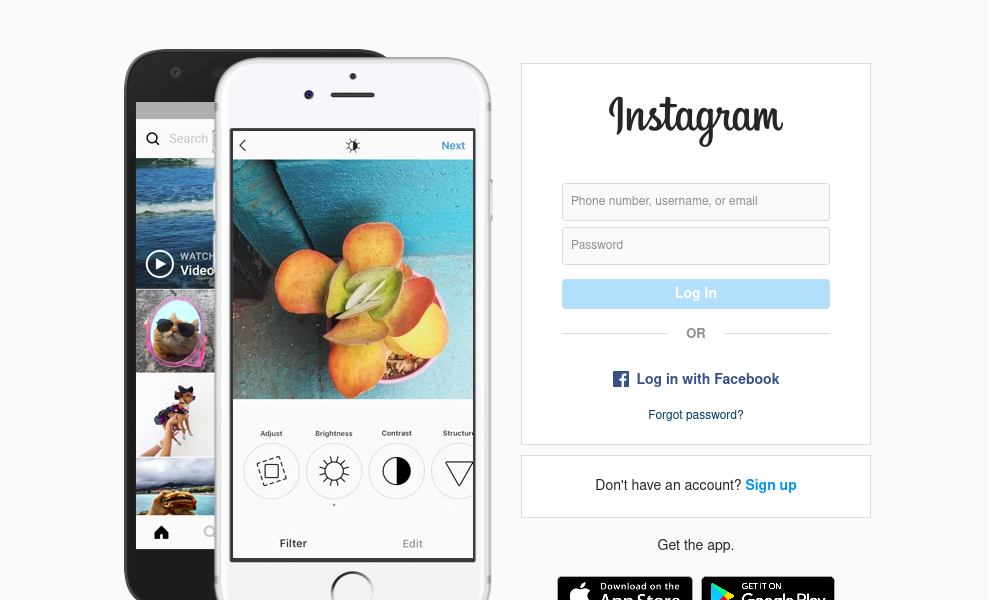 Search
WATCH
Video
Next
Adjust
Brightness
Contrast
Structure
Filter
Edit
Instagram
Phone number, username, or email
Password
Log In
OR
Log in with Facebook
Forgot password?
Don't have an account? Sign up
Get the app.
Download on the
App Store
GET IT ON
Google Play